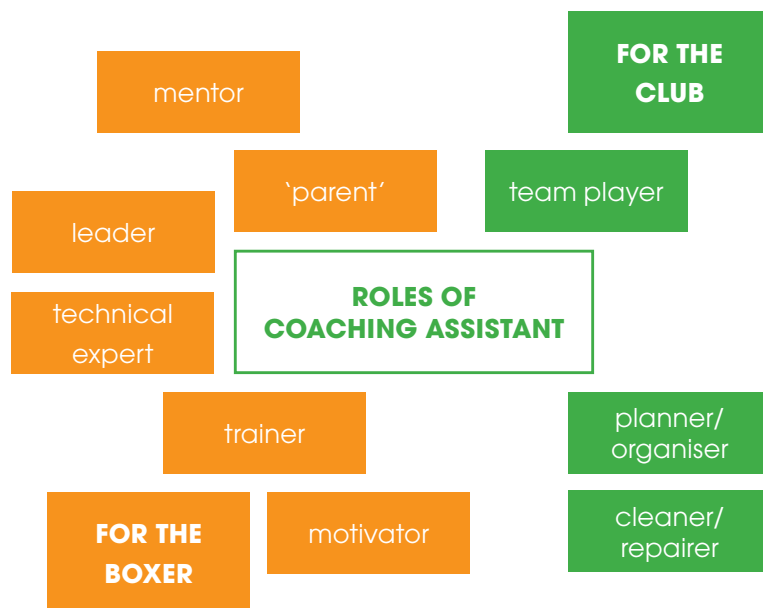 FOR THE
CLUB
mentor
‘parent’
team player
leader
ROLES OF
COACHING ASSISTANT
technical
expert
trainer
planner/
organiser
FOR THE
BOXER
motivator
cleaner/
repairer